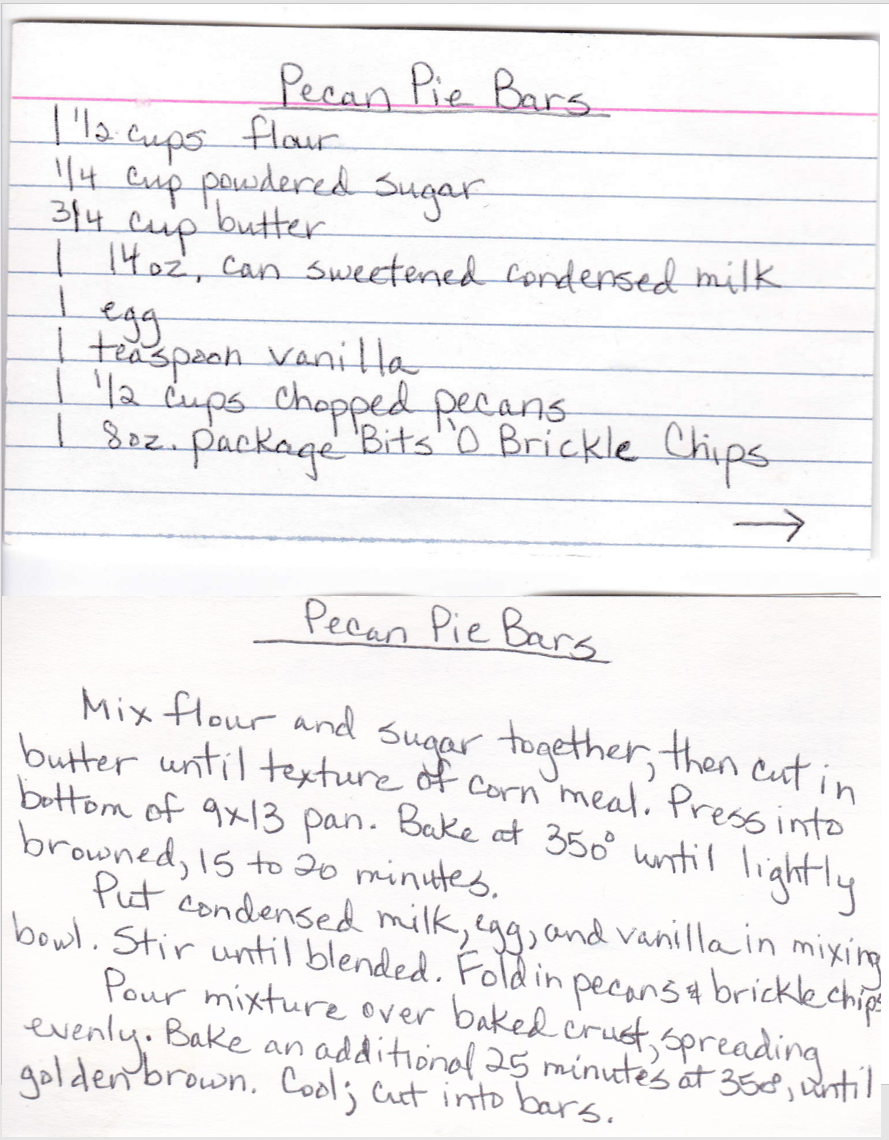 Pecan Pie Bars
1 1/2 cups flour
1/4 cup powdered sugar
3/4 cup butter
1 14 oz. can sweetened condensed milk
1 egg
1 teaspoon vanilla
1 1/2 cups chopped pecans
1 8 oz. package Bits 'O Brickle Chips
→
Pecan Pie Bars
Mix flour and sugar together, then cut in
butter until texture of corn meal. Press into
bottom of 9x13 pan. Bake at 350° until lightly
browned, 15 to 20 minutes.
Put condensed milk, egg, and vanilla in mixing
bowl. Stir until blended. Fold in pecans & brickle chips
Pour mixture over baked crust, spreading
evenly. Bake an additional 25 minutes at 350°, until
golden brown. Cool; cut into bars.